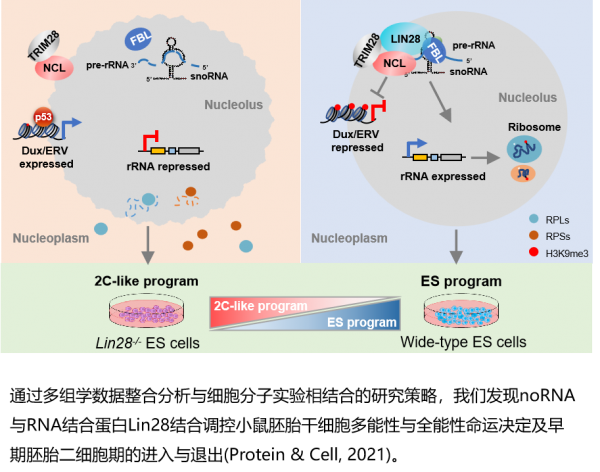 TRIM28
NCL
FBL
pre-rRNA 3'
5'
5'
3'
snoRNA
Nucleolus
p53
Dux/ERV
expressed
rRNA repressed
Nucleoplasm
TRIM28
LIN28
NCL
FBL
pre-rRNA
5'
snoRNA
Nucleolus
Dux/ERV
repressed
Ribosome
rRNA expressed
Nucleoplasm
RPLs
RPSs
H3K9me3
2C-like program
Lin28-/- ES cells
2C-like program
ES program
ES program
Wide-type ES cells
通过多组学数据整合分析与细胞分子实验相结合的研究策略，我们发现noRNA
与RNA结合蛋白Lin28结合调控小鼠胚胎干细胞多能性与全能性命运决定及早
期胚胎二细胞期的进入与退出(Protein & Cell, 2021)。